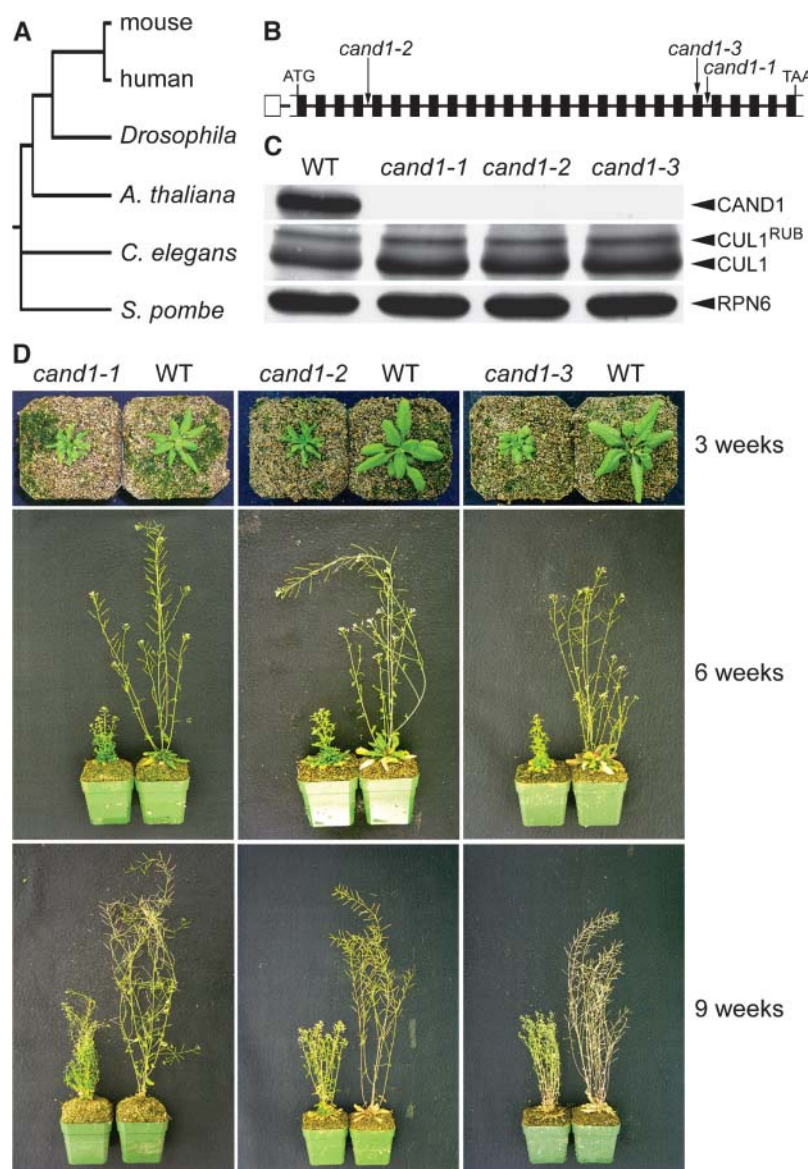 A
mouse
human
Drosophila
A. thaliana
C. elegans
S. pombe
B
cand1-2
cand1-3
cand1-1
ATG
TAA
C
WT cand1-1 cand1-2 cand1-3
CAND1
CUL1RUB
CUL1
RPN6
D
cand1-1 WT cand1-2 WT cand1-3 WT
3 weeks
6 weeks
9 weeks